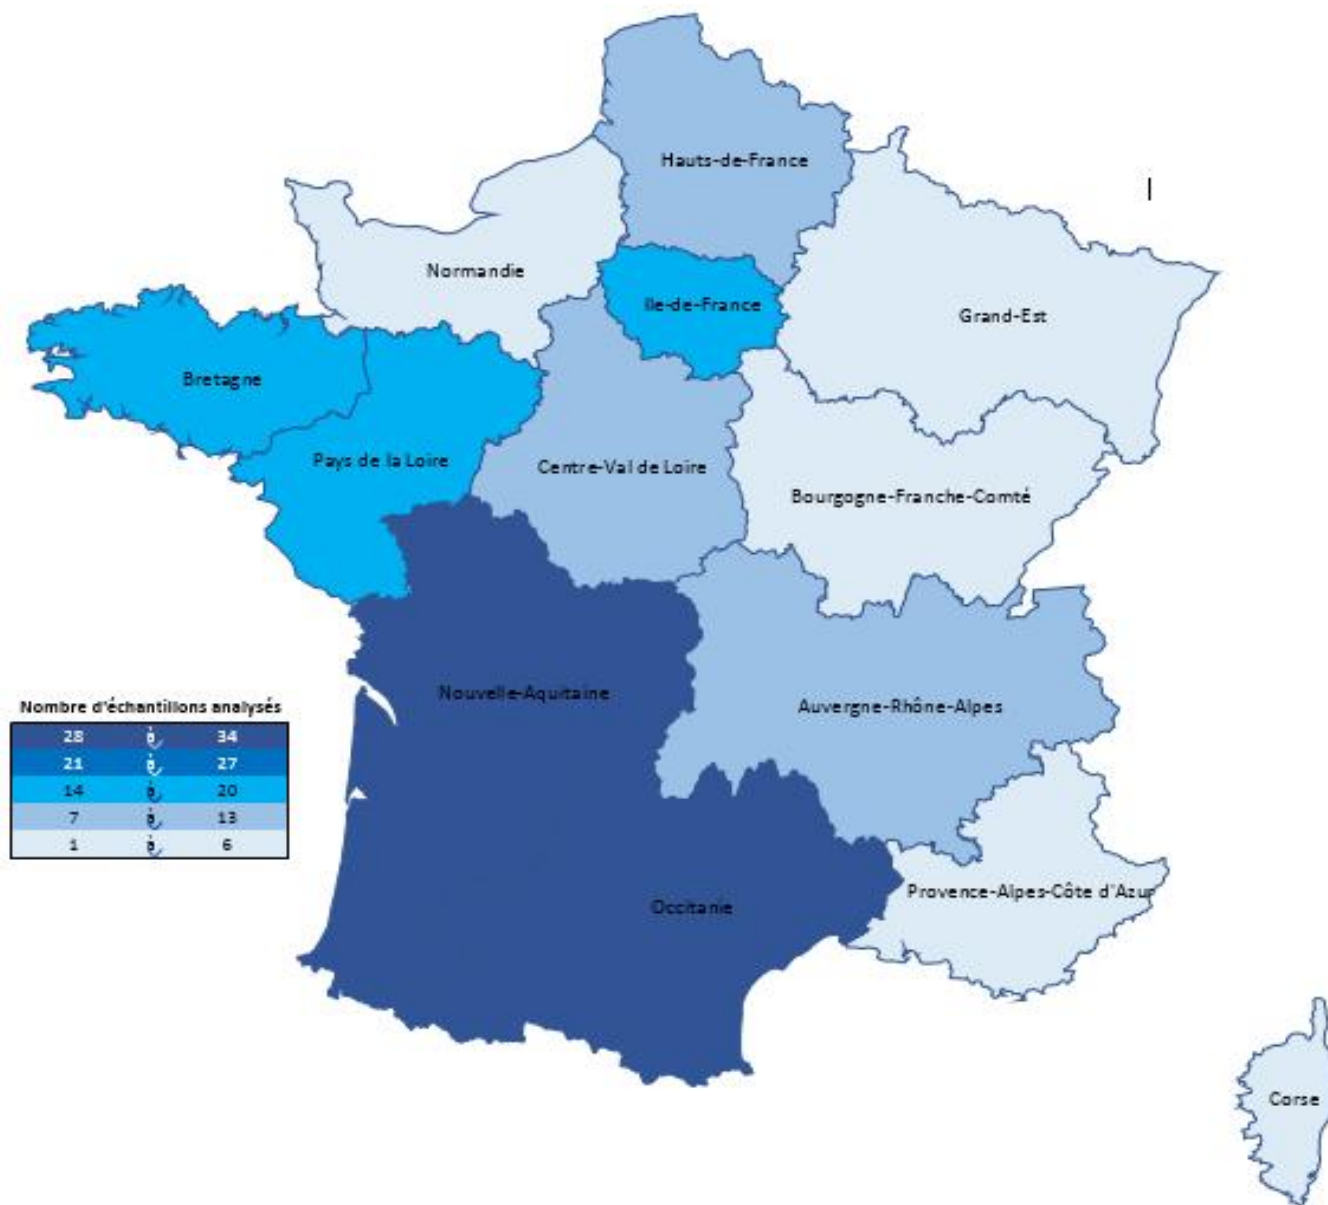 Hauts-de-France
Normandie
Ile-de-France
Grand-Est
Bretagne
Pays de la Loire
Centre-Val de Loire
Bourgogne-Franche-Comté
Nouvelle-Aquitaine
Auvergne-Rhône-Alpes
Nombre d'échantillons analysés
28 à 34
21 à 27
14 à 20
7 à 13
1 à 6
Occitanie
Provence-Alpes-Côte d'Azur
Corse